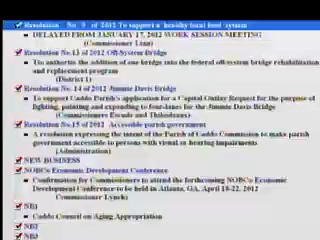 Resolution No. 9 of 2012 To support a healthy local food system
DELAYED FROM JANUARY 17, 2012 WORK SESSION MEETING
(Commissioner Linn)
Resolution No.13 of 2012 Off-System Bridge
To authorize the addition of one bridge into the federal off-system bridge rehabilitation
and replacement program
(District 1)
Resolution No. 14 of 2012 Jimmie Davis Bridge
To support Caddo Parish's application for a Capital Outlay Request for the purpose of
lighting, painting and expanding to four-lanes for the Jimmie Davis Bridge
(Commissioners Escude and Thibodeaux)
Resolution No.15 of 2012 Accessible parish government
A resolution expressing the intent of the Parish of Caddo Commission to make parish
government accessible to persons with visual or hearing impairments
(Administration)
NEW BUSINESS
NOBCo Economic Development Conference
Confirmation for Commissioners to attend the forthcoming NOBCo Economic
Development Conference to be held in Atlanta, GA, April 18-22, 2012
Commissioner Lynch)
NB1
Caddo Council on Aging Appropriation
NB2
NB3